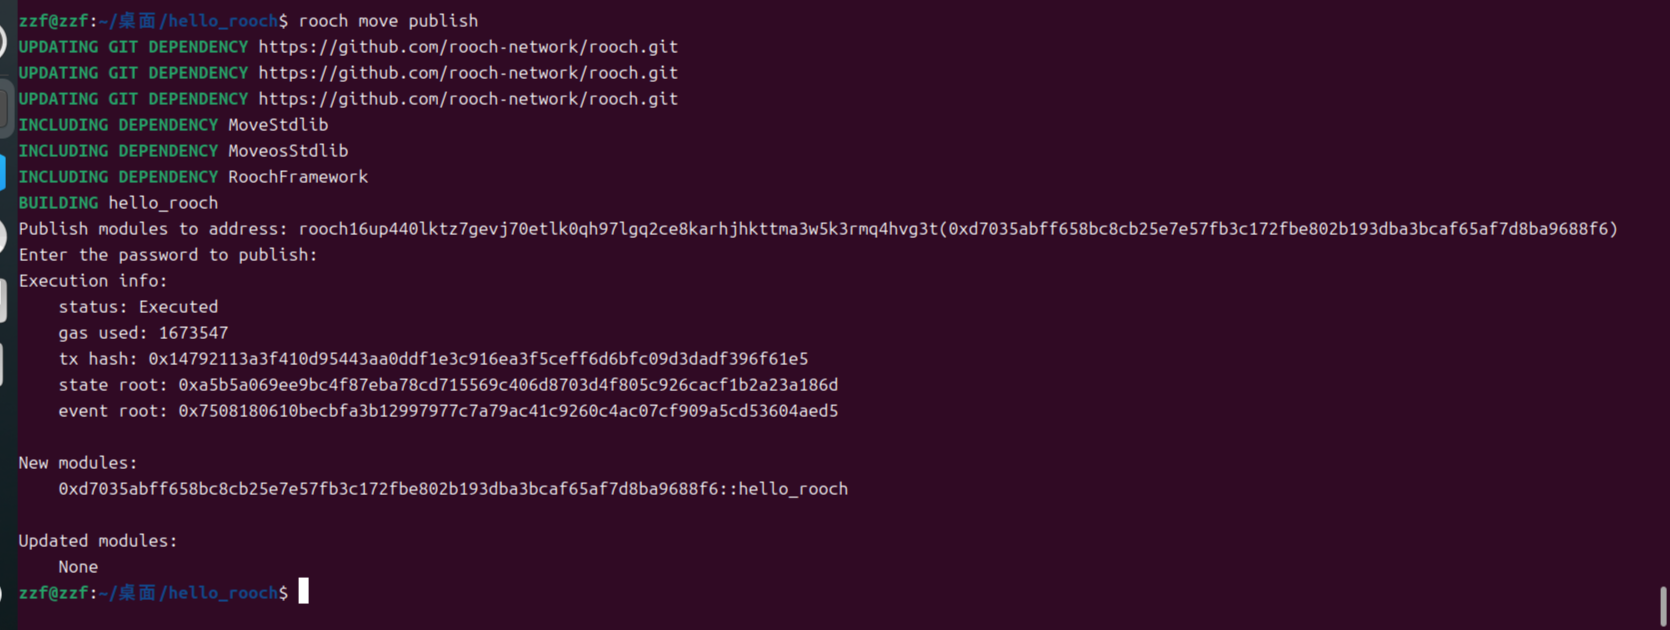 zzf@zzf:~/桌面/hello_rooch$ rooch move publish
UPDATING GIT DEPENDENCY https://github.com/rooch-network/rooch.git
UPDATING GIT DEPENDENCY https://github.com/rooch-network/rooch.git
UPDATING GIT DEPENDENCY https://github.com/rooch-network/rooch.git
INCLUDING DEPENDENCY MoveStdlib
INCLUDING DEPENDENCY MoveosStdlib
INCLUDING DEPENDENCY RoochFramework
BUILDING hello_rooch
Publish modules to address: rooch16up440lktz7gevj70etlk0qh97lgq2ce8karhjhkttma3w5k3rmq4hvg3t(0xd7035abff658bc8cb25e7e57fb3c172fbe802b193dba3bcaf65af7d8ba9688f6)
Enter the password to publish:
Execution info:
    status: Executed
    gas used: 1673547
    tx hash: 0x14792113a3f410d95443aa0ddf1e3c916ea3f5ceff6d6bfc09d3dadf396f61e5
    state root: 0xa5b5a069ee9bc4f87eba78cd715569c406d8703d4f805c926cacf1b2a23a186d
    event root: 0x7508180610becbfa3b12997977c7a79ac41c9260c4ac07cf909a5cd53604aed5
New modules:
    0xd7035abff658bc8cb25e7e57fb3c172fbe802b193dba3bcaf65af7d8ba9688f6::hello_rooch
Updated modules:
    None
zzf@zzf:~/桌面/hello_rooch$